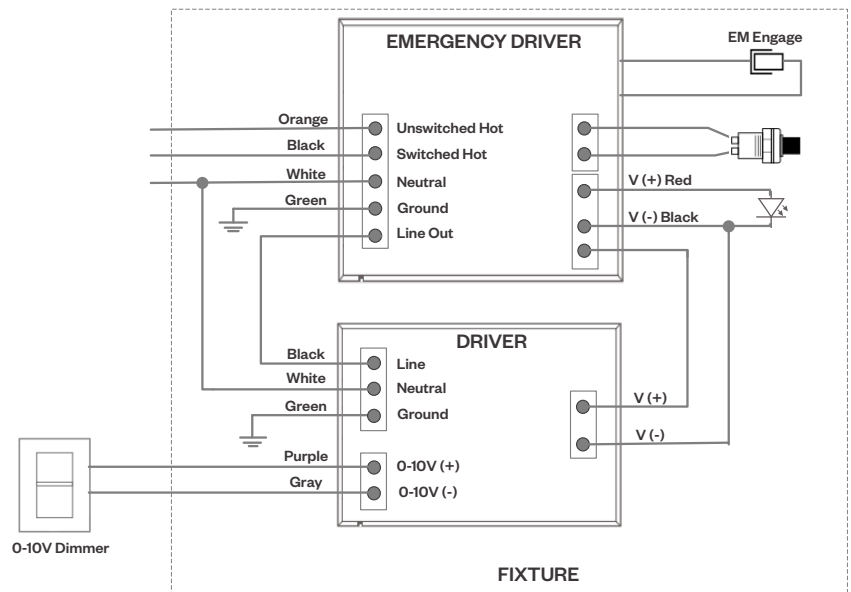 EMERGENCY DRIVER
EM Engage
Orange
Unswitched Hot
Black
Switched Hot
White
Neutral
V (+) Red
Green
Ground
V (-) Black
Line Out
DRIVER
Black
Line
White
Neutral
V (+)
Green
Ground
V (-)
Purple
0-10V (+)
Gray
0-10V (-)
0-10V Dimmer
FIXTURE